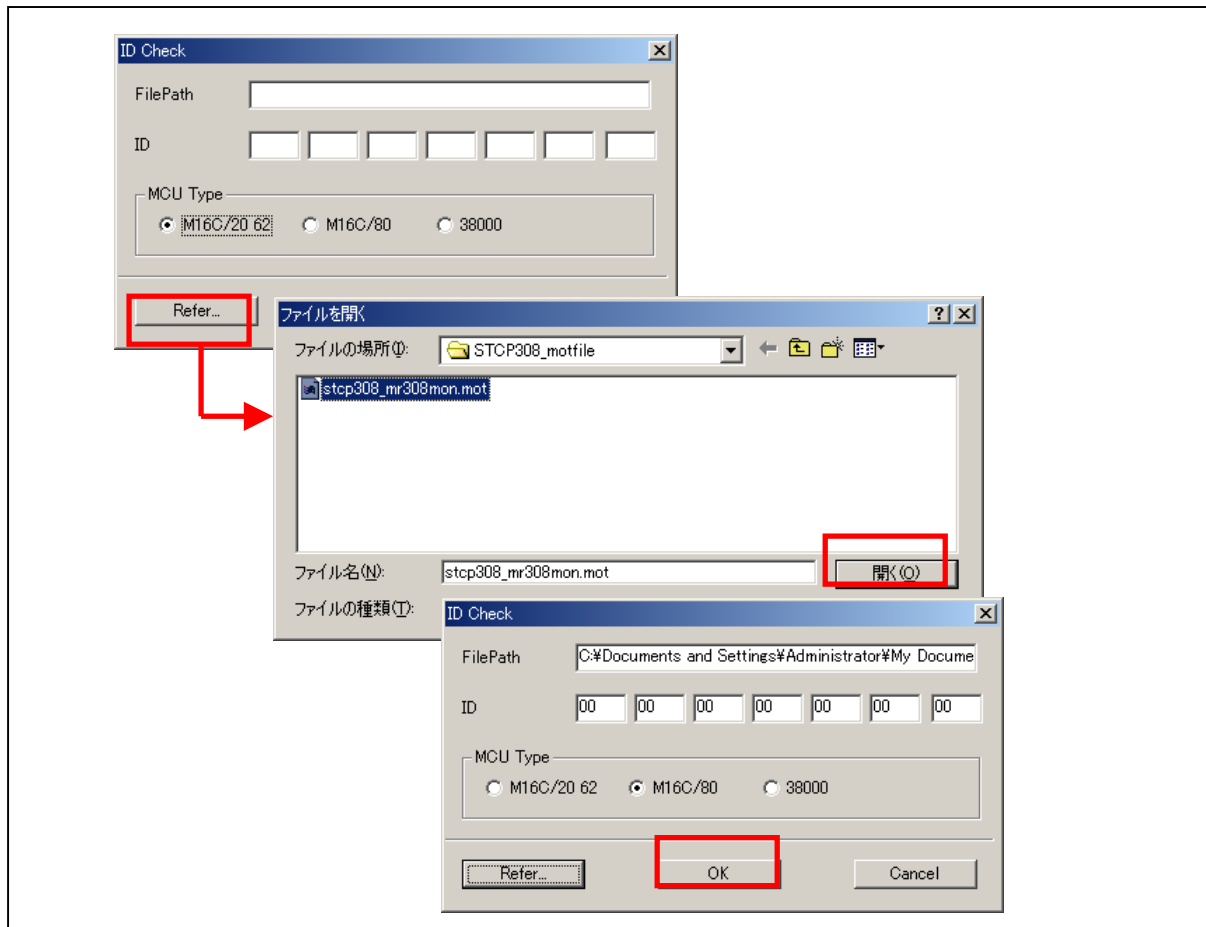 ID Check
FilePath
ID
MCU Type
M16C/20 62 M16C/80 38000
Refer...
ファイルを開く
ファイルの場所(I): STCP308_motfile
stcp308_mr308mon.mot
ファイル名(N): stcp308_mr308mon.mot 開く(O)
ファイルの種類(T):
ID Check
FilePath C:¥Documents and Settings¥Administrator¥My Docume
ID 00 00 00 00 00 00 00
MCU Type
M16C/20 62 M16C/80 38000
Refer... OK Cancel